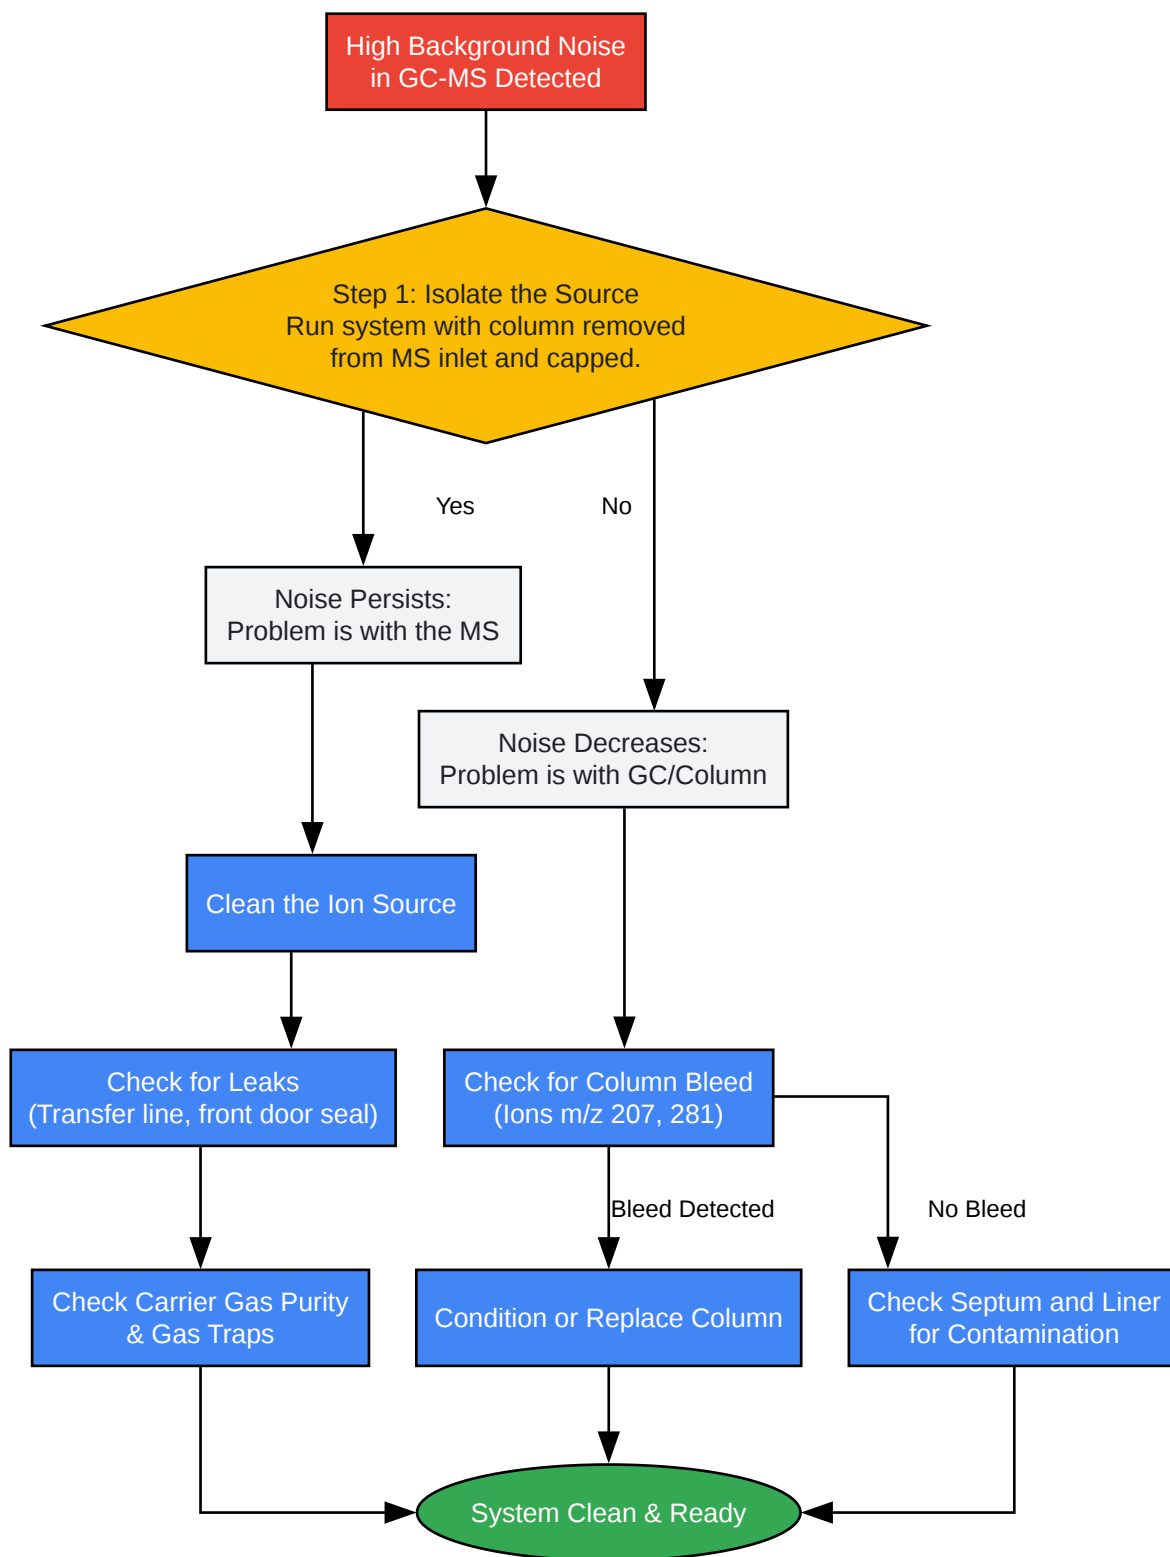 High Background Noise
in GC-MS Detected
Step 1: Isolate the Source
Run system with column removed
from MS inlet and capped.
Yes
No
Noise Persists:
Problem is with the MS
Noise Decreases:
Problem is with GC/Column
Clean the Ion Source
Check for Leaks
(Transfer line, front door seal)
Check for Column Bleed
(Ions m/z 207, 281)
Bleed Detected
No Bleed
Check Carrier Gas Purity
& Gas Traps
Condition or Replace Column
Check Septum and Liner
for Contamination
System Clean & Ready